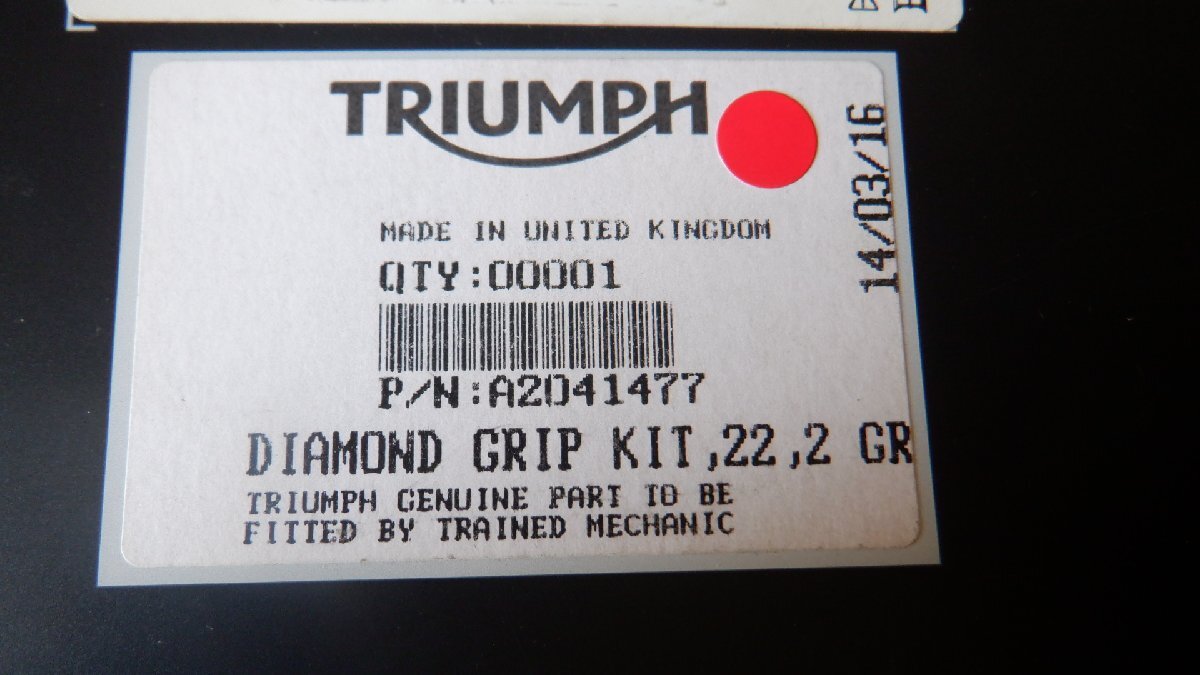 TRIUMPH
14/03/16
MADE IN UNITED KINGDOM
QTY:00001
P/N:A2041477
DIAMOND GRIP KIT,22,2 GR
TRIUMPH GENUINE PART TO BE
FITTED BY TRAINED MECHANIC